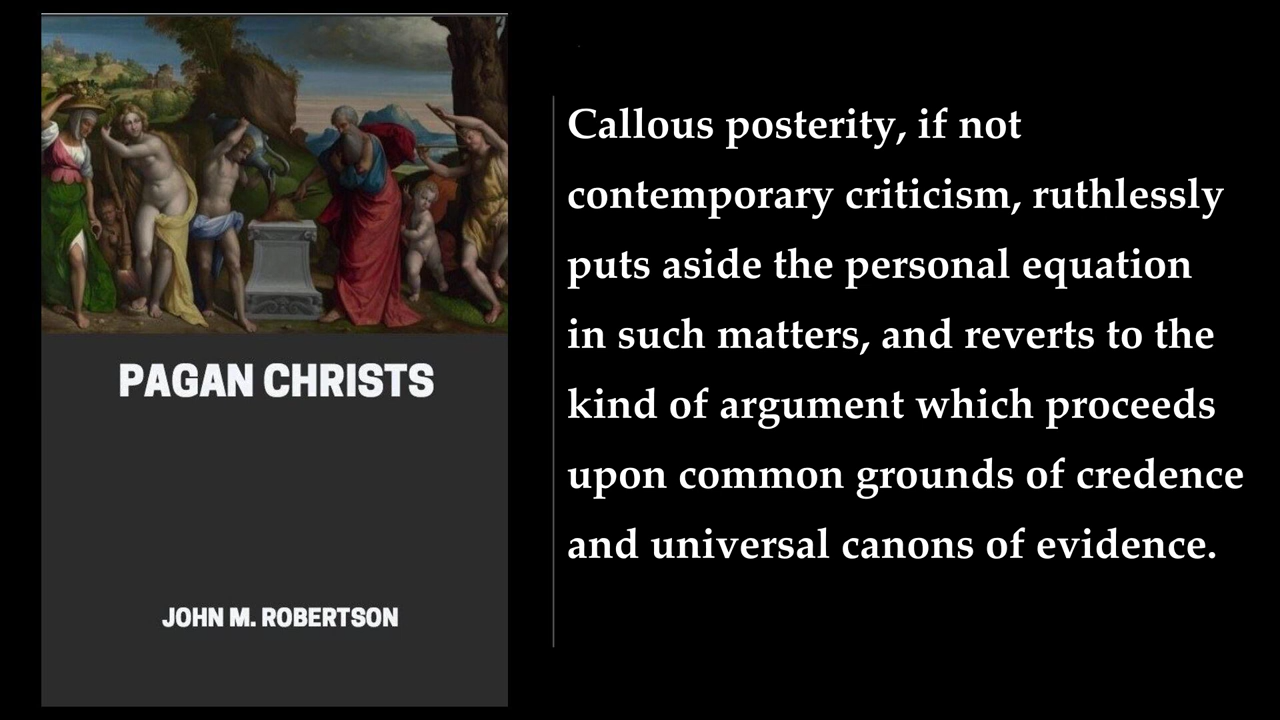 PAGAN CHRISTS
JOHN M. ROBERTSON
Callous posterity, if not
contemporary criticism, ruthlessly
puts aside the personal equation
in such matters, and reverts to the
kind of argument which proceeds
upon common grounds of credence
and universal canons of evidence.